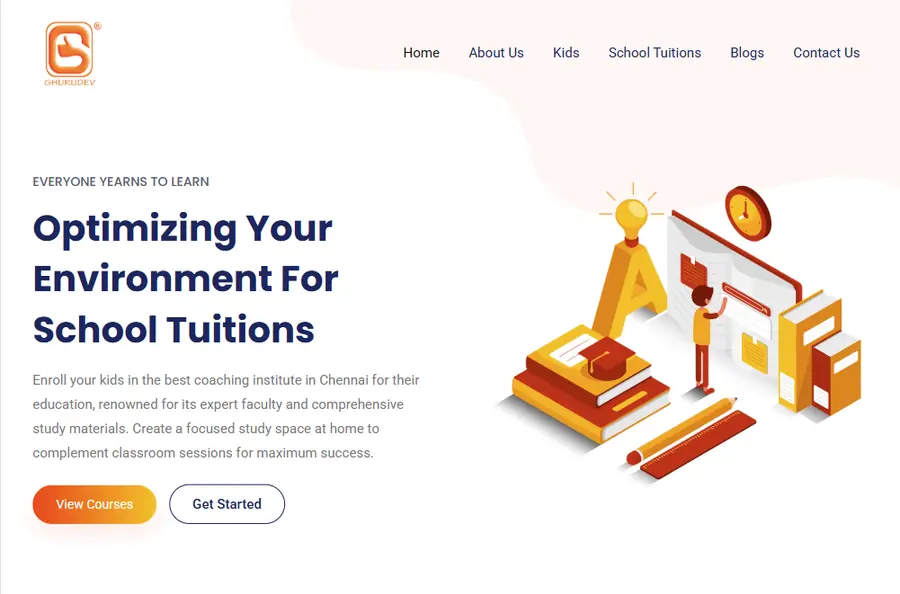 ®
GHURUDEV
Home About Us Kids School Tuitions Blogs Contact Us
EVERYONE YEARNS TO LEARN
Optimizing Your
Environment For
School Tuitions
Enroll your kids in the best coaching institute in Chennai for their
education, renowned for its expert faculty and comprehensive
study materials. Create a focused study space at home to
complement classroom sessions for maximum success.
View Courses Get Started
A